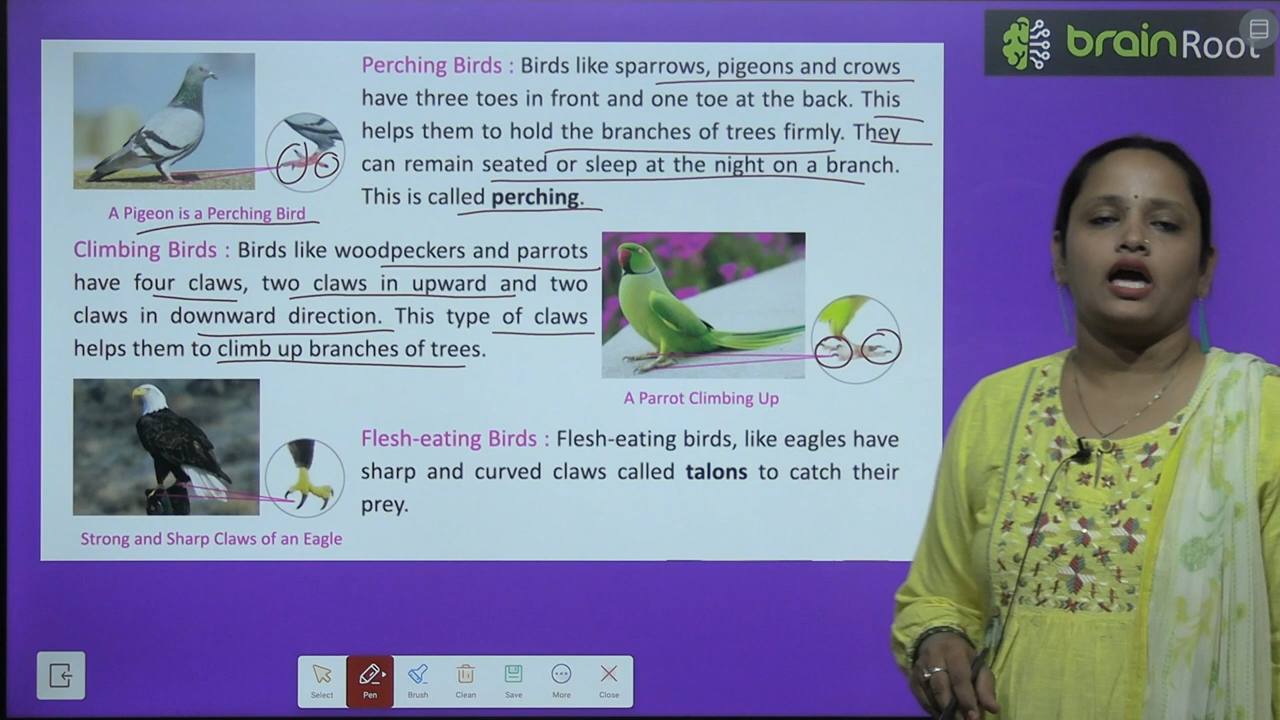 brainRoot
Perching Birds : Birds like sparrows, pigeons and crows
have three toes in front and one toe at the back. This
helps them to hold the branches of trees firmly. They
can remain seated or sleep at the night on a branch.
This is called perching.
A Pigeon is a Perching Bird
Climbing Birds : Birds like woodpeckers and parrots
have four claws, two claws in upward and two
claws in downward direction. This type of claws
helps them to climb up branches of trees.
A Parrot Climbing Up
Flesh-eating Birds : Flesh-eating birds, like eagles have
sharp and curved claws called talons to catch their
prey.
Strong and Sharp Claws of an Eagle
Select Pen Brush Clean Save More Close